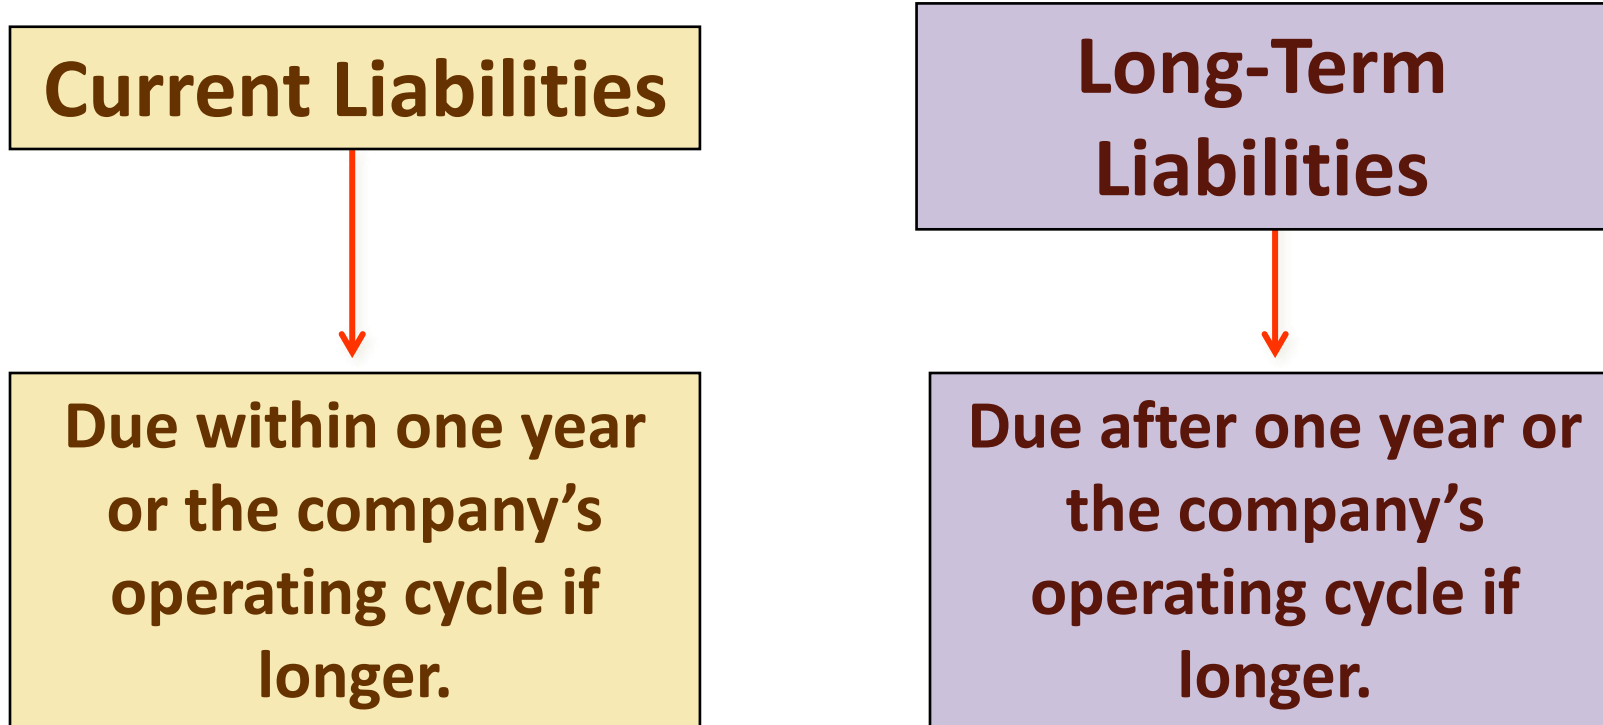 Current Liabilities
Due within one year
or the company’s
operating cycle if
longer.
Long-Term
Liabilities
Due after one year or
the company’s
operating cycle if
longer.